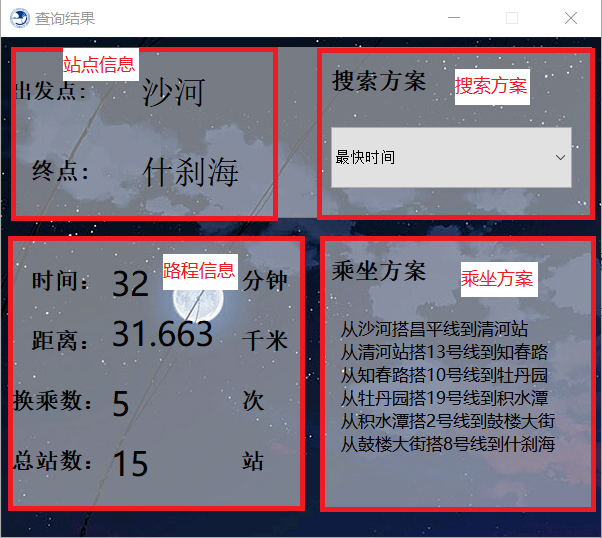 查询结果
站点信息
出发点: 沙河
终点: 什刹海
搜索方案
搜索方案
最快时间
路程信息
时间: 32 分钟
距离: 31.663 千米
换乘数: 5 次
总站数: 15 站
乘坐方案
乘坐方案
从沙河搭昌平线到清河站
从清河站搭13号线到知春路
从知春路搭10号线到牡丹园
从牡丹园搭19号线到积水潭
从积水潭搭2号线到鼓楼大街
从鼓楼大街搭8号线到什刹海